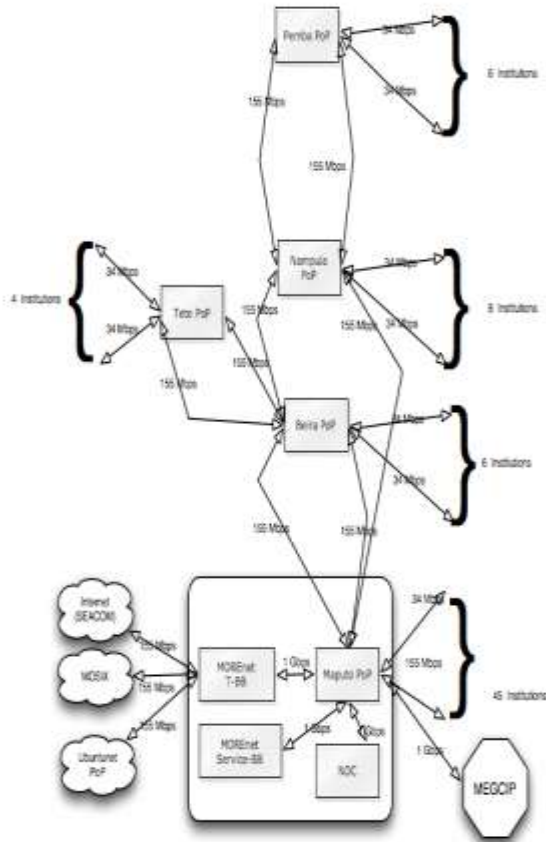 Pemba PoP
34 Mbps
34 Mbps
Institutions
155 Mbps
155 Mbps
Nampula PoP
34 Mbps
34 Mbps
8 Institutions
4 Institutions
34 Mbps
34 Mbps
Tete PoP
155 Mbps
155 Mbps
155 Mbps
155 Mbps
Beira PoP
34 Mbps
34 Mbps
6 Institutions
155 Mbps
155 Mbps
Internet
(SEACOM)
155 Mbps
MOSIX
155 Mbps
Ubuntunet
PoP
155 Mbps
MORENet
T-BB
1 Gbps
Maputo PoP
MORENet
Service-BB
1 Gbps
Gbps
NOC
34 Mbps
155 Mbps
45 Institutions
1 Gbps
MEGCIP